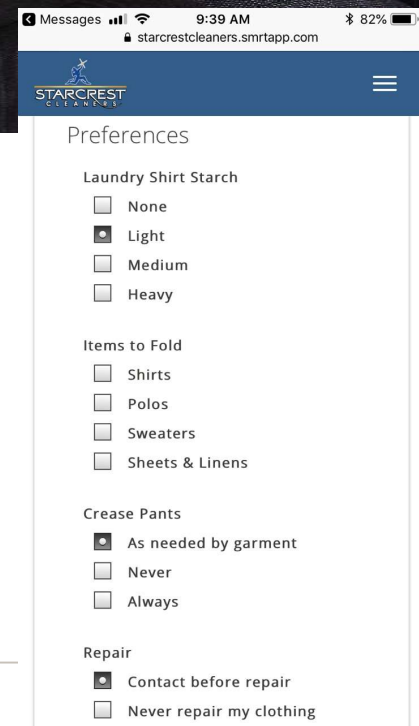 Messages 9:39 AM 82%
starcrestcleaners.smrtapp.com
STARCREST
CLEANERS
Preferences
Laundry Shirt Starch
None
Light
Medium
Heavy
Items to Fold
Shirts
Polos
Sweaters
Sheets & Linens
Crease Pants
As needed by garment
Never
Always
Repair
Contact before repair
Never repair my clothing